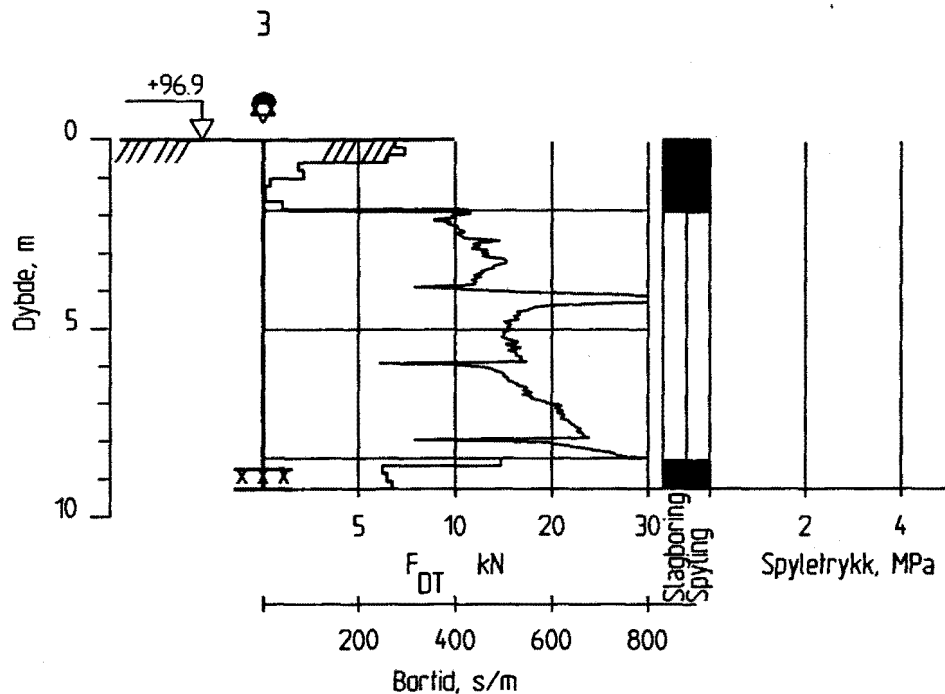 3
+96.9
0
5
10
Dybde, m
X X X
5 10 20 30
F_DT kN
Slagboring
Spyling
2 4
Spyletrykk, MPa
200 400 600 800
Bortid, s/m